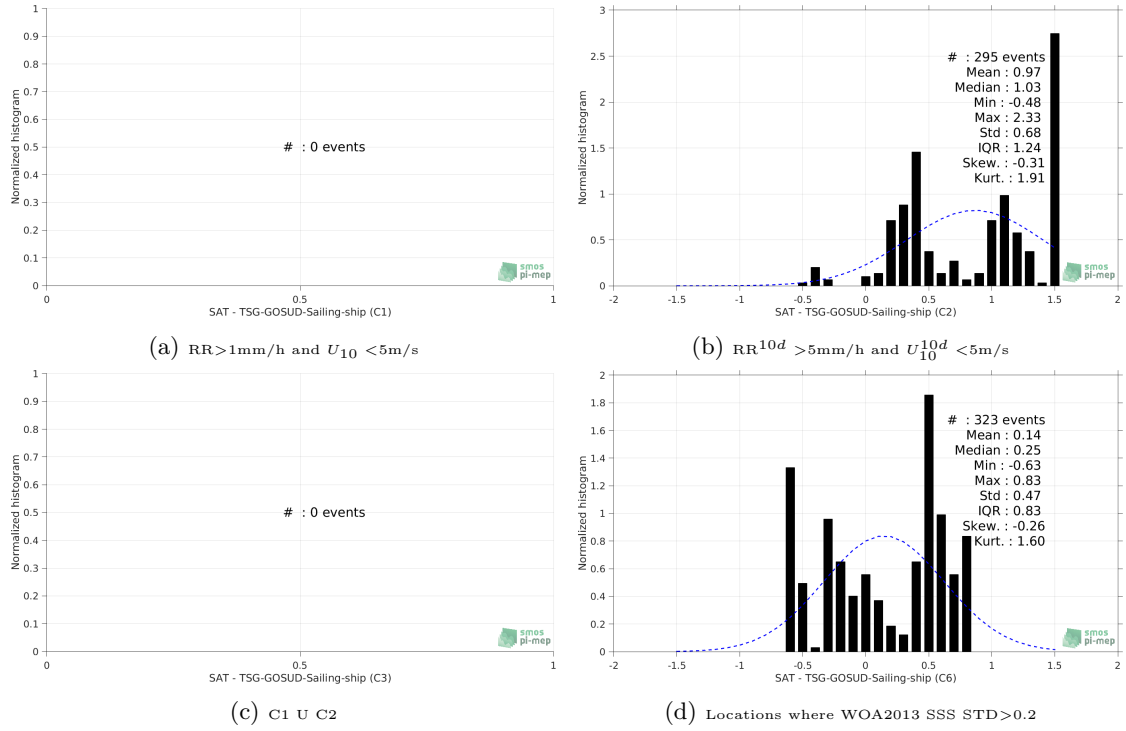 1
0.9
0.8
0.7
0.6
0.5
0.4
0.3
0.2
0.1
0
0
0.5
1
Normalized histogram
# : 0 events
SAT - TSG-GOSUD-Sailing-ship (C1)
smos
pi-mep
(a) RR>1mm/h and U10 <5m/s
3
2.5
2
1.5
1
0.5
0
-2
-1.5
-1
-0.5
0
0.5
1
1.5
2
Normalized histogram
# : 295 events
Mean : 0.97
Median : 1.03
Min : -0.48
Max : 2.33
Std : 0.68
IQR : 1.24
Skew. : -0.31
Kurt. : 1.91
SAT - TSG-GOSUD-Sailing-ship (C2)
smos
pi-mep
(b) RR10d >5mm/h and U10d10 <5m/s
1
0.9
0.8
0.7
0.6
0.5
0.4
0.3
0.2
0.1
0
0
0.5
1
Normalized histogram
# : 0 events
SAT - TSG-GOSUD-Sailing-ship (C3)
smos
pi-mep
(c) C1 U C2
2
1.8
1.6
1.4
1.2
1
0.8
0.6
0.4
0.2
0
-2
-1.5
-1
-0.5
0
0.5
1
1.5
2
Normalized histogram
# : 323 events
Mean : 0.14
Median : 0.25
Min : -0.63
Max : 0.83
Std : 0.47
IQR : 0.83
Skew. : -0.26
Kurt. : 1.60
SAT - TSG-GOSUD-Sailing-ship (C6)
smos
pi-mep
(d) Locations where WOA2013 SSS STD>0.2